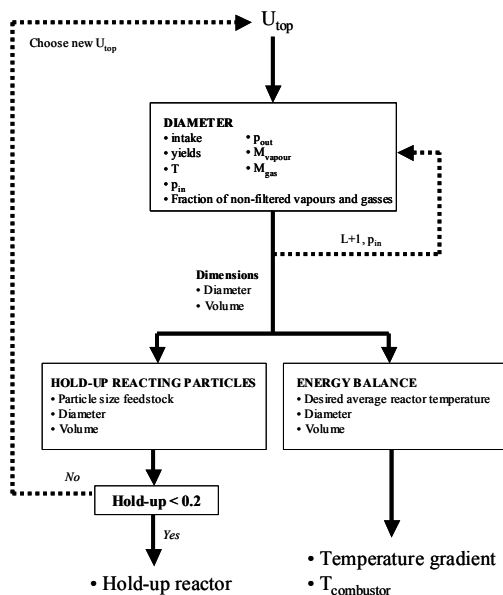 U_top
Choose new U_top
DIAMETER
• intake
• yields
• T
• p_in
• p_out
• M_vapour
• M_gas
• Fraction of non-filtered vapours and gasses
L+1, p_in
Dimensions
• Diameter
• Volume
HOLD-UP REACTING PARTICLES
• Particle size feedstock
• Diameter
• Volume
ENERGY BALANCE
• Desired average reactor temperature
• Diameter
• Volume
No
Hold-up < 0.2
Yes
• Hold-up reactor
• Temperature gradient
• T_combustor